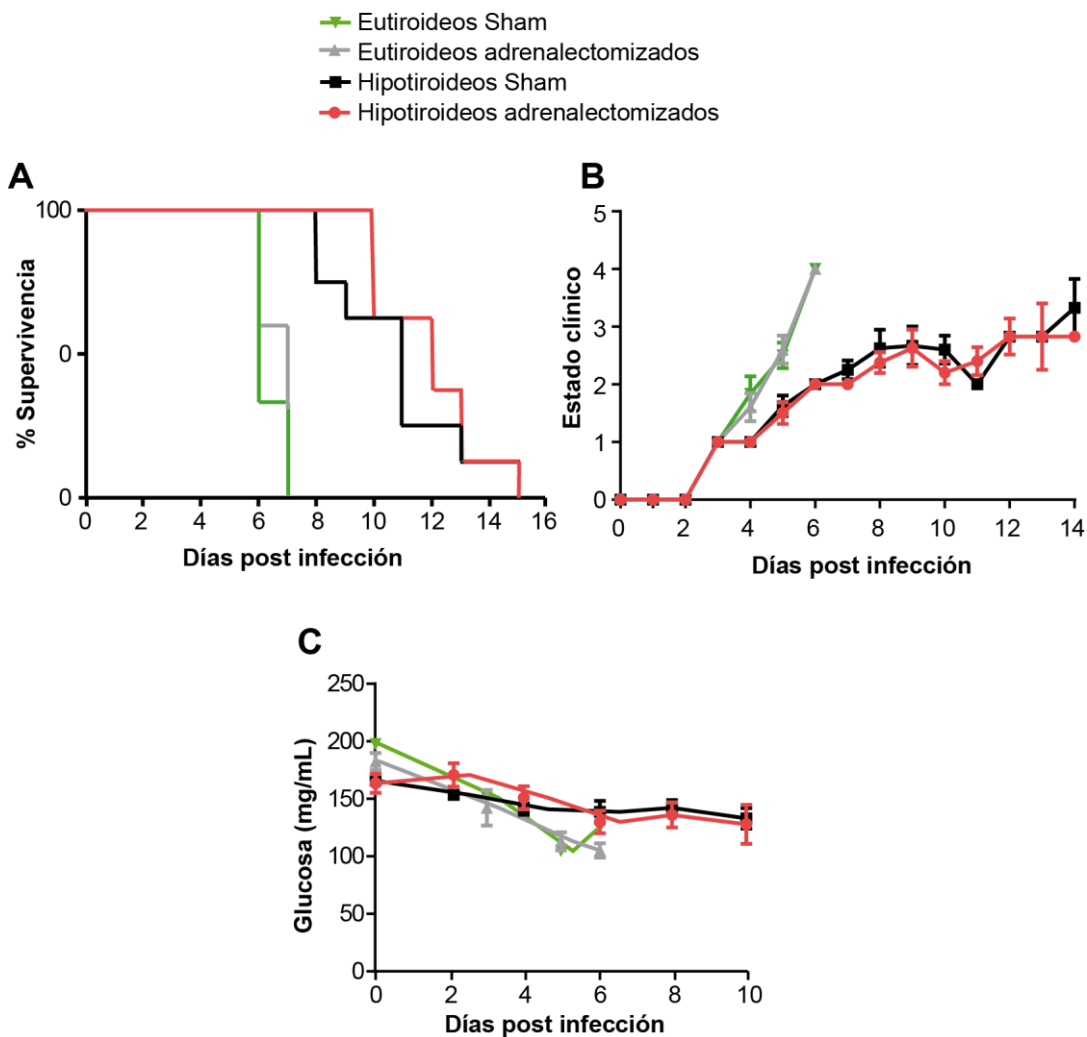 Eutiroideos Sham
Eutiroideos adrenalectomizados
Hipotiroideos Sham
Hipotiroideos adrenalectomizados
A
100
0
0
% Supervivencia
0 2 4 6 8 10 12 14 16
Días post infección
B
5
4
3
2
1
0
Estado clínico
0 2 4 6 8 10 12 14
Días post infección
C
250
200
150
100
50
0
Glucosa (mg/mL)
0 2 4 6 8 10
Días post infección